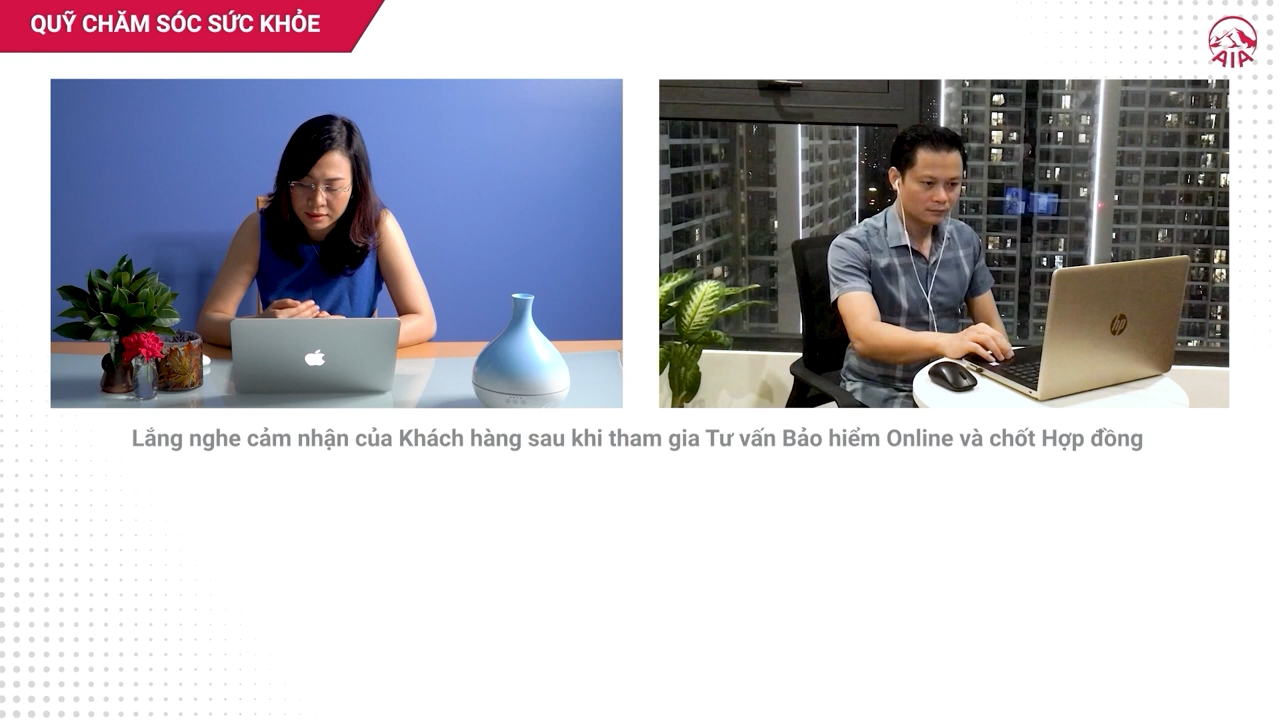 QUỸ CHĂM SÓC SỨC KHỎE
AIA
hp
Lắng nghe cảm nhận của Khách hàng sau khi tham gia Tư vấn Bảo hiểm Online và chốt Hợp đồng